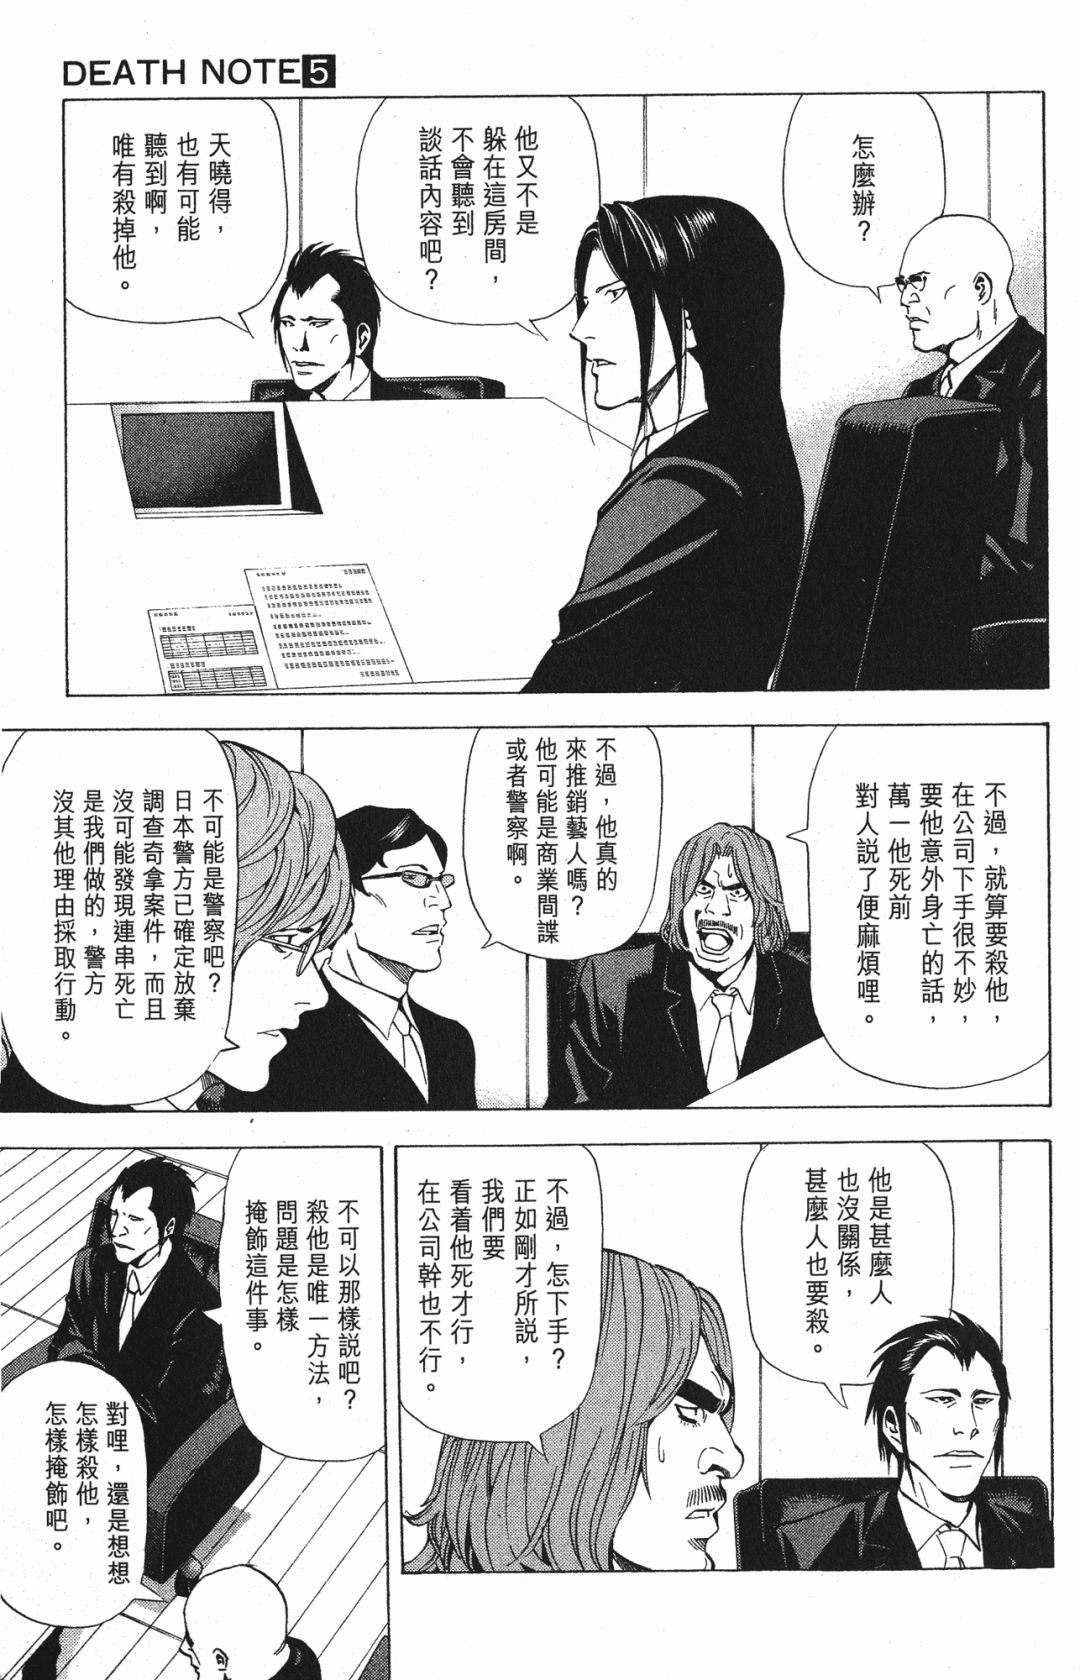 DEATH NOTE 5
怎麼辦？
他又不是
躲在這房間，
不會聽到
談話內容吧？
天曉得，
也有可能
聽到啊，
唯有殺掉他。
不過，就算要殺他，
在公司下手很不妙，
要他意外身亡的話，
萬一他死前
對人說了便麻煩哩。
不過，他真的
來推銷藝人嗎？
他可能是商業間諜
或者警察啊。
不可能是警察吧？
日本警方已確定放棄
調查奇拿案件，而且
沒可能發現連串死亡
是我們做的，警方
沒其他理由採取行動。
他是甚麼人
也沒關係，
甚麼人也要殺。
不過，怎下手？
正如剛才所說，
我們要
看着他死才行，
在公司幹也不行。
不可以那樣說吧？
殺他是唯一方法，
問題是怎樣
掩飾這件事。
對哩，還是想想
怎樣殺他，
怎樣掩飾吧。